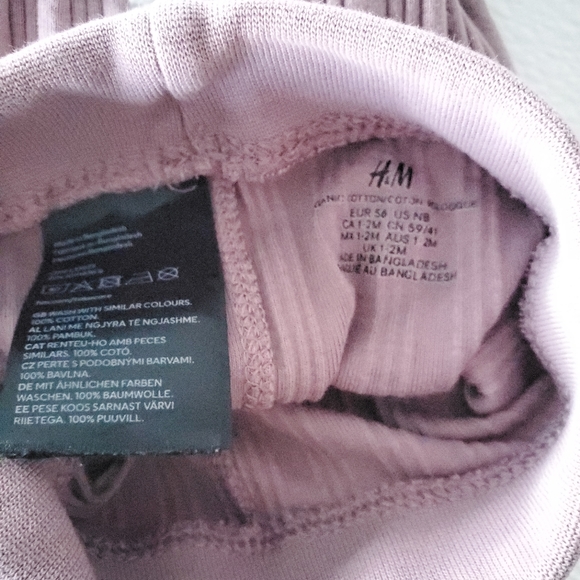 H&M
COTTON/COTON
EUR 56 US NB
CA 1-2M CN 59/41
MX 1-2M AUS 1-2M
UK 1-2M
MADE IN BANGLADESH
AU BANGLADESH
GB WASH WITH SIMILAR COLOURS.
100% COTTON.
AL LANI ME NGJYRA TË NGJASHME.
100% PAMBUK.
CAT RENTEU-HO AMB PECES
SIMILARS. 100% COTÓ.
CZ PERTE S PODOBNÝMI BARVAMI.
100% BAVLNA.
DE MIT ÄHNLICHEN FARBEN
WASCHEN. 100% BAUMWOLLE.
EE PESE KOOS SARNAST VÄRVI
RIIETEGA. 100% PUUVILL.